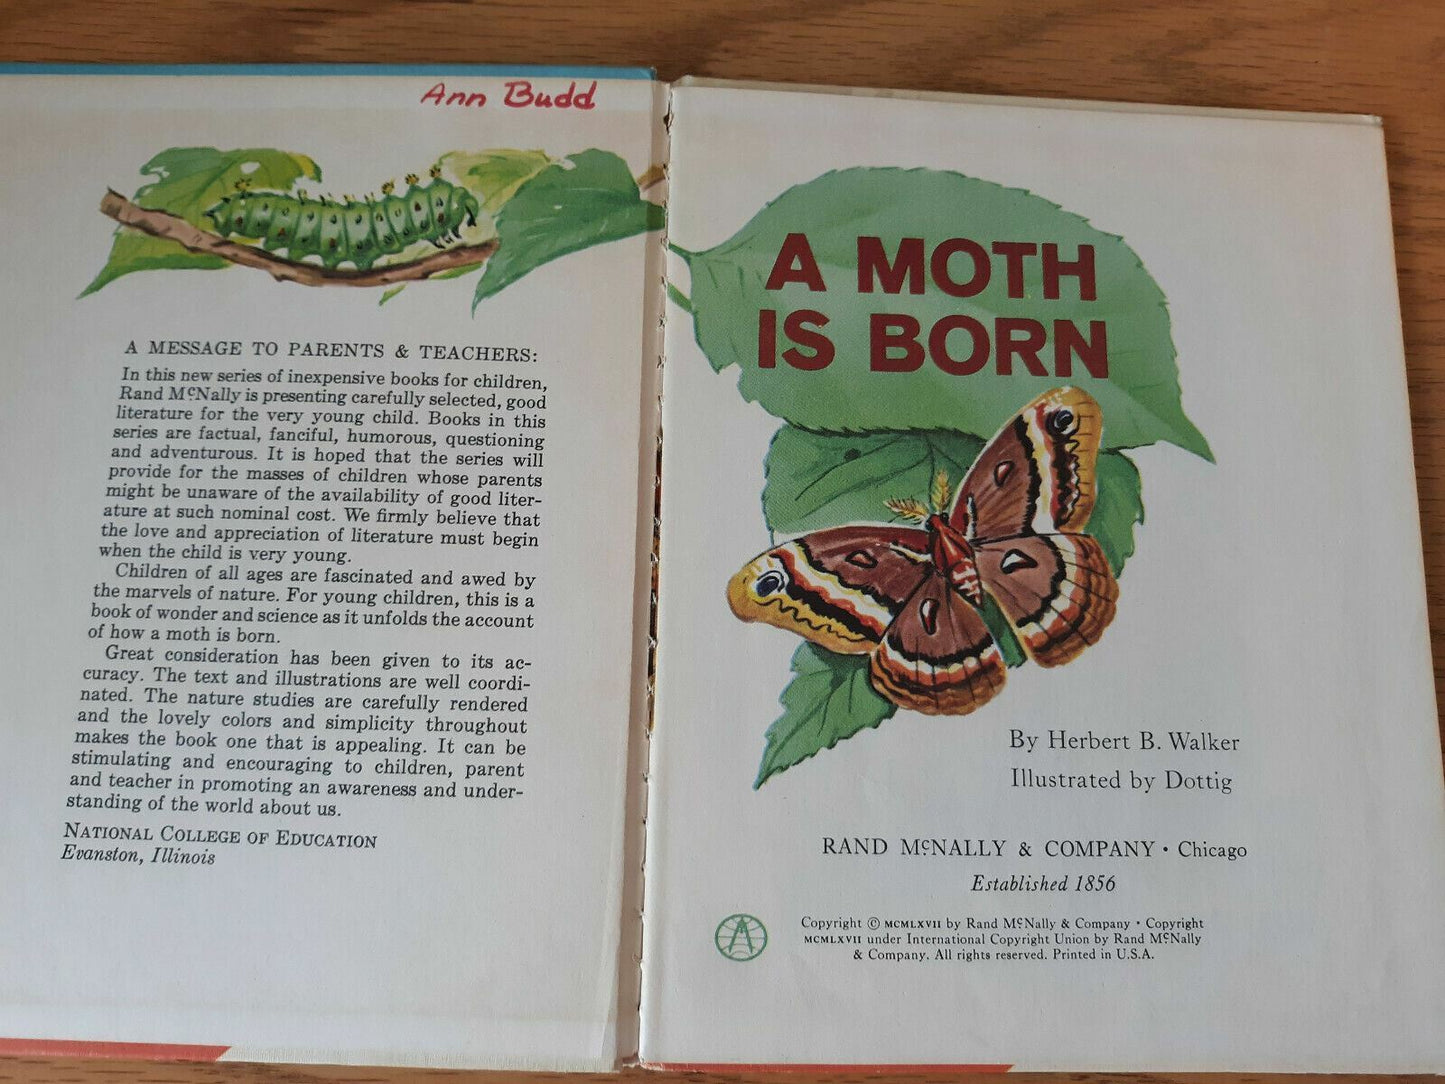 Ann Budd
A MESSAGE TO PARENTS & TEACHERS:
In this new series of inexpensive books for children,
Rand McNally is presenting carefully selected, good
literature for the very young child. Books in this
series are factual, fanciful, humorous, questioning
and adventurous. It is hoped that the series will
provide for the masses of children whose parents
might be unaware of the availability of good liter-
ature at such nominal cost. We firmly believe that
the love and appreciation of literature must begin
when the child is very young.
Children of all ages are fascinated and awed by
the marvels of nature. For young children, this is a
book of wonder and science as it unfolds the account
of how a moth is born.
Great consideration has been given to its ac-
curacy. The text and illustrations are well coordi-
nated. The nature studies are carefully rendered
and the lovely colors and simplicity throughout
makes the book one that is appealing. It can be
stimulating and encouraging to children, parent
and teacher in promoting an awareness and under-
standing of the world about us.
NATIONAL COLLEGE OF EDUCATION
Evanston, Illinois
A MOTH
IS BORN
By Herbert B. Walker
Illustrated by Dottig
RAND McNALLY & COMPANY • Chicago
Established 1856
Copyright © MCMLXVII by Rand McNally & Company • Copyright
MCMLXVII under International Copyright Union by Rand McNally
& Company. All rights reserved. Printed in U.S.A.